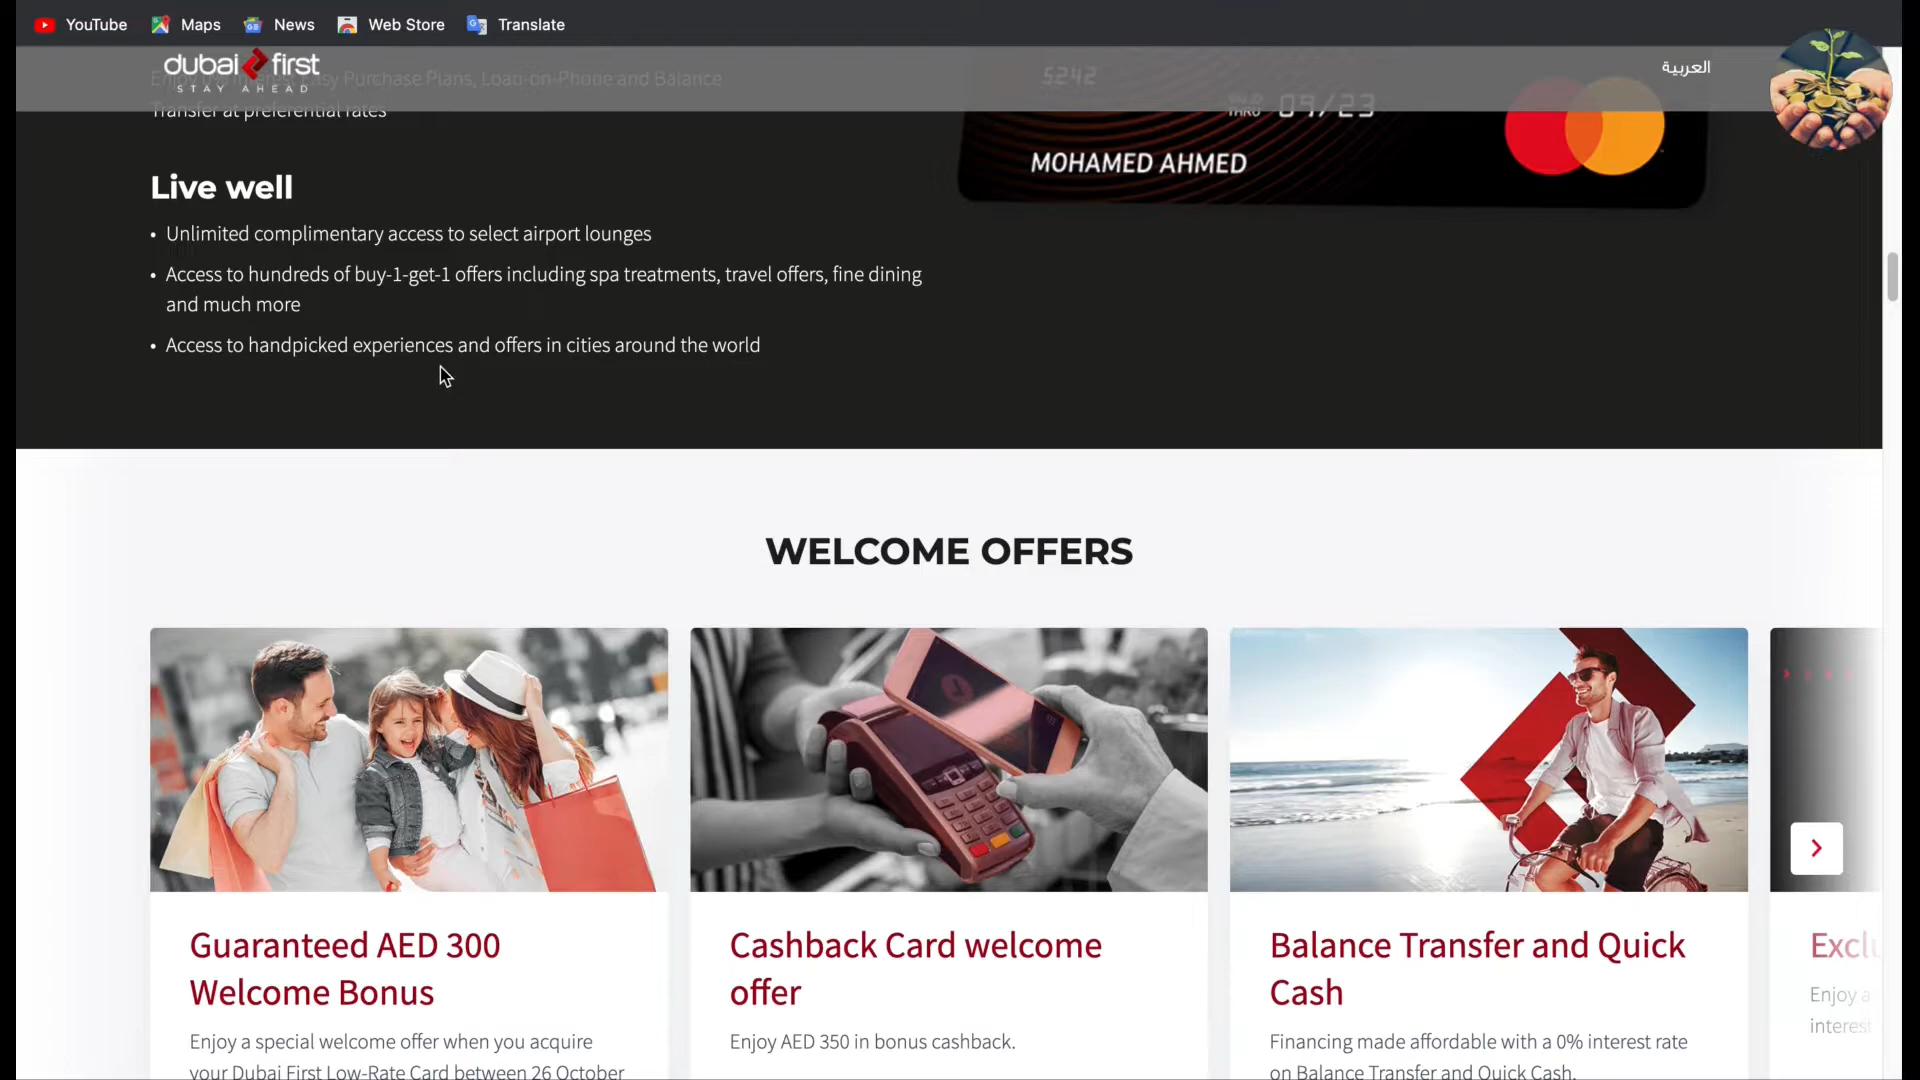 YouTube Maps News Web Store Translate
dubai first
STAY AHEAD
العربية
Enjoy Easy Purchase Plans, Loan-on-Phone and Balance
Transfer at preferential rates
5242
THRU 09/23
MOHAMED AHMED
Live well
• Unlimited complimentary access to select airport lounges
• Access to hundreds of buy-1-get-1 offers including spa treatments, travel offers, fine dining
and much more
• Access to handpicked experiences and offers in cities around the world
WELCOME OFFERS
Guaranteed AED 300
Welcome Bonus
Enjoy a special welcome offer when you acquire
your Dubai First Low-Rate Card between 26 October
Cashback Card welcome
offer
Enjoy AED 350 in bonus cashback.
Balance Transfer and Quick
Cash
Financing made affordable with a 0% interest rate
on Balance Transfer and Quick Cash.
Excl
Enjoy a
interest